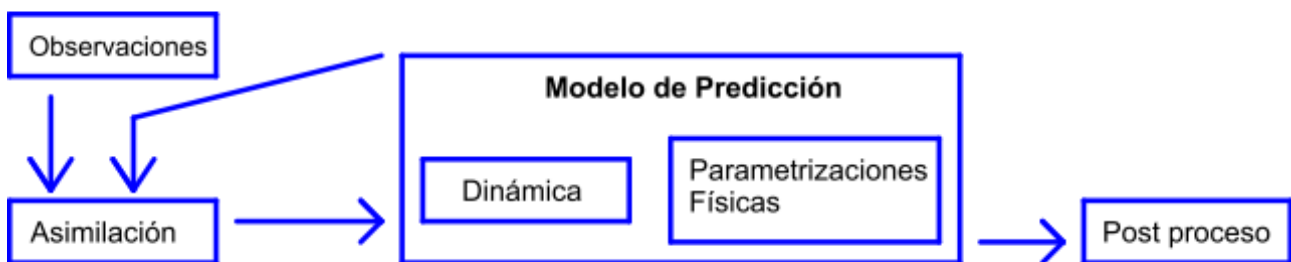 Observaciones
Modelo de Predicción
Dinámica
Parametrizaciones
Físicas
Asimilación
Post proceso